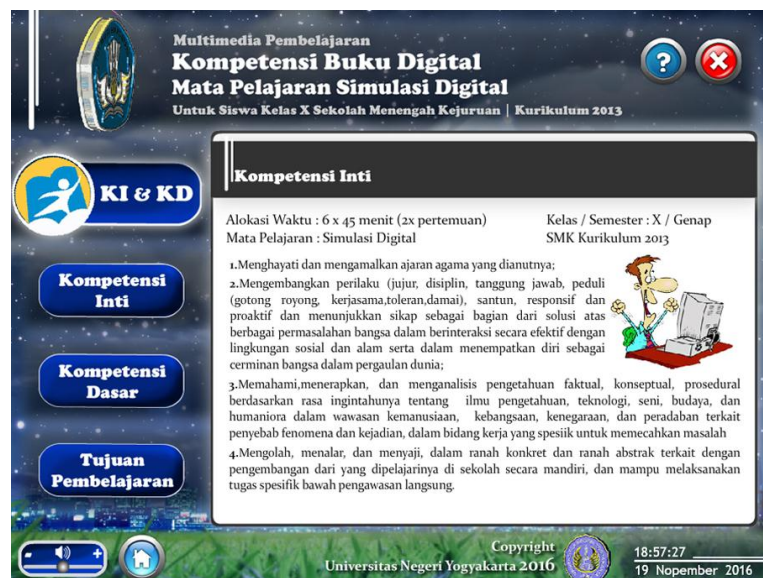 Multimedia Pembelajaran
Kompetensi Buku Digital
Mata Pelajaran Simulasi Digital
Untuk Siswa Kelas X Sekolah Menengah Kejuruan | Kurikulum 2013
?
KI & KD
Kompetensi
Inti
Kompetensi
Dasar
Tujuan
Pembelajaran
Kompetensi Inti
Alokasi Waktu : 6 x 45 menit (2x pertemuan)
Kelas / Semester : X / Genap
Mata Pelajaran : Simulasi Digital
SMK Kurikulum 2013
1.Menghayati dan mengamalkan ajaran agama yang dianutnya;
2.Mengembangkan perilaku (jujur, disiplin, tanggung jawab, peduli
(gotong royong, kerjasama,toleran,damai), santun, responsif dan
proaktif dan menunjukkan sikap sebagai bagian dari solusi atas
berbagai permasalahan bangsa dalam berinteraksi secara efektif dengan
lingkungan sosial dan alam serta dalam menempatkan diri sebagai
cerminan bangsa dalam pergaulan dunia;
3.Memahami,menerapkan, dan menganalisis pengetahuan faktual, konseptual, prosedural
berdasarkan rasa ingintahunya tentang ilmu pengetahuan, teknologi, seni, budaya, dan
humaniora dalam wawasan kemanusiaan, kebangsaan, kenegaraan, dan peradaban terkait
penyebab fenomena dan kejadian, dalam bidang kerja yang spesiik untuk memecahkan masalah
4.Mengolah, menalar, dan menyaji, dalam ranah konkret dan ranah abstrak terkait dengan
pengembangan dari yang dipelajarinya di sekolah secara mandiri, dan mampu melaksanakan
tugas spesifik bawah pengawasan langsung.
- +
Copyright
Universitas Negeri Yogyakarta 2016
18:57:27
19 Nopember 2016